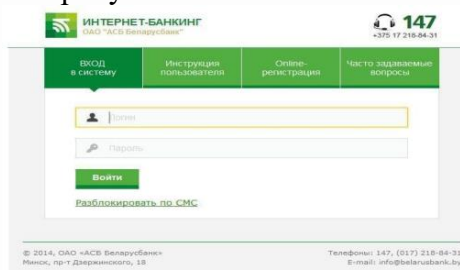 ИНТЕРНЕТ-БАНКИНГ
ОАО "АСБ Беларусбанк"
147
+375 17 218-84-31
ВХОД
в систему
Инструкция
пользователя
Online-
регистрация
Часто задаваемые
вопросы
Логин
Пароль
Войти
Разблокировать по СМС
© 2014, ОАО «АСБ Беларусбанк»
Минск, пр-т Дзержинского, 18
Телефоны: 147, (017) 218-84-31
E-mail: info@belarusbank.by